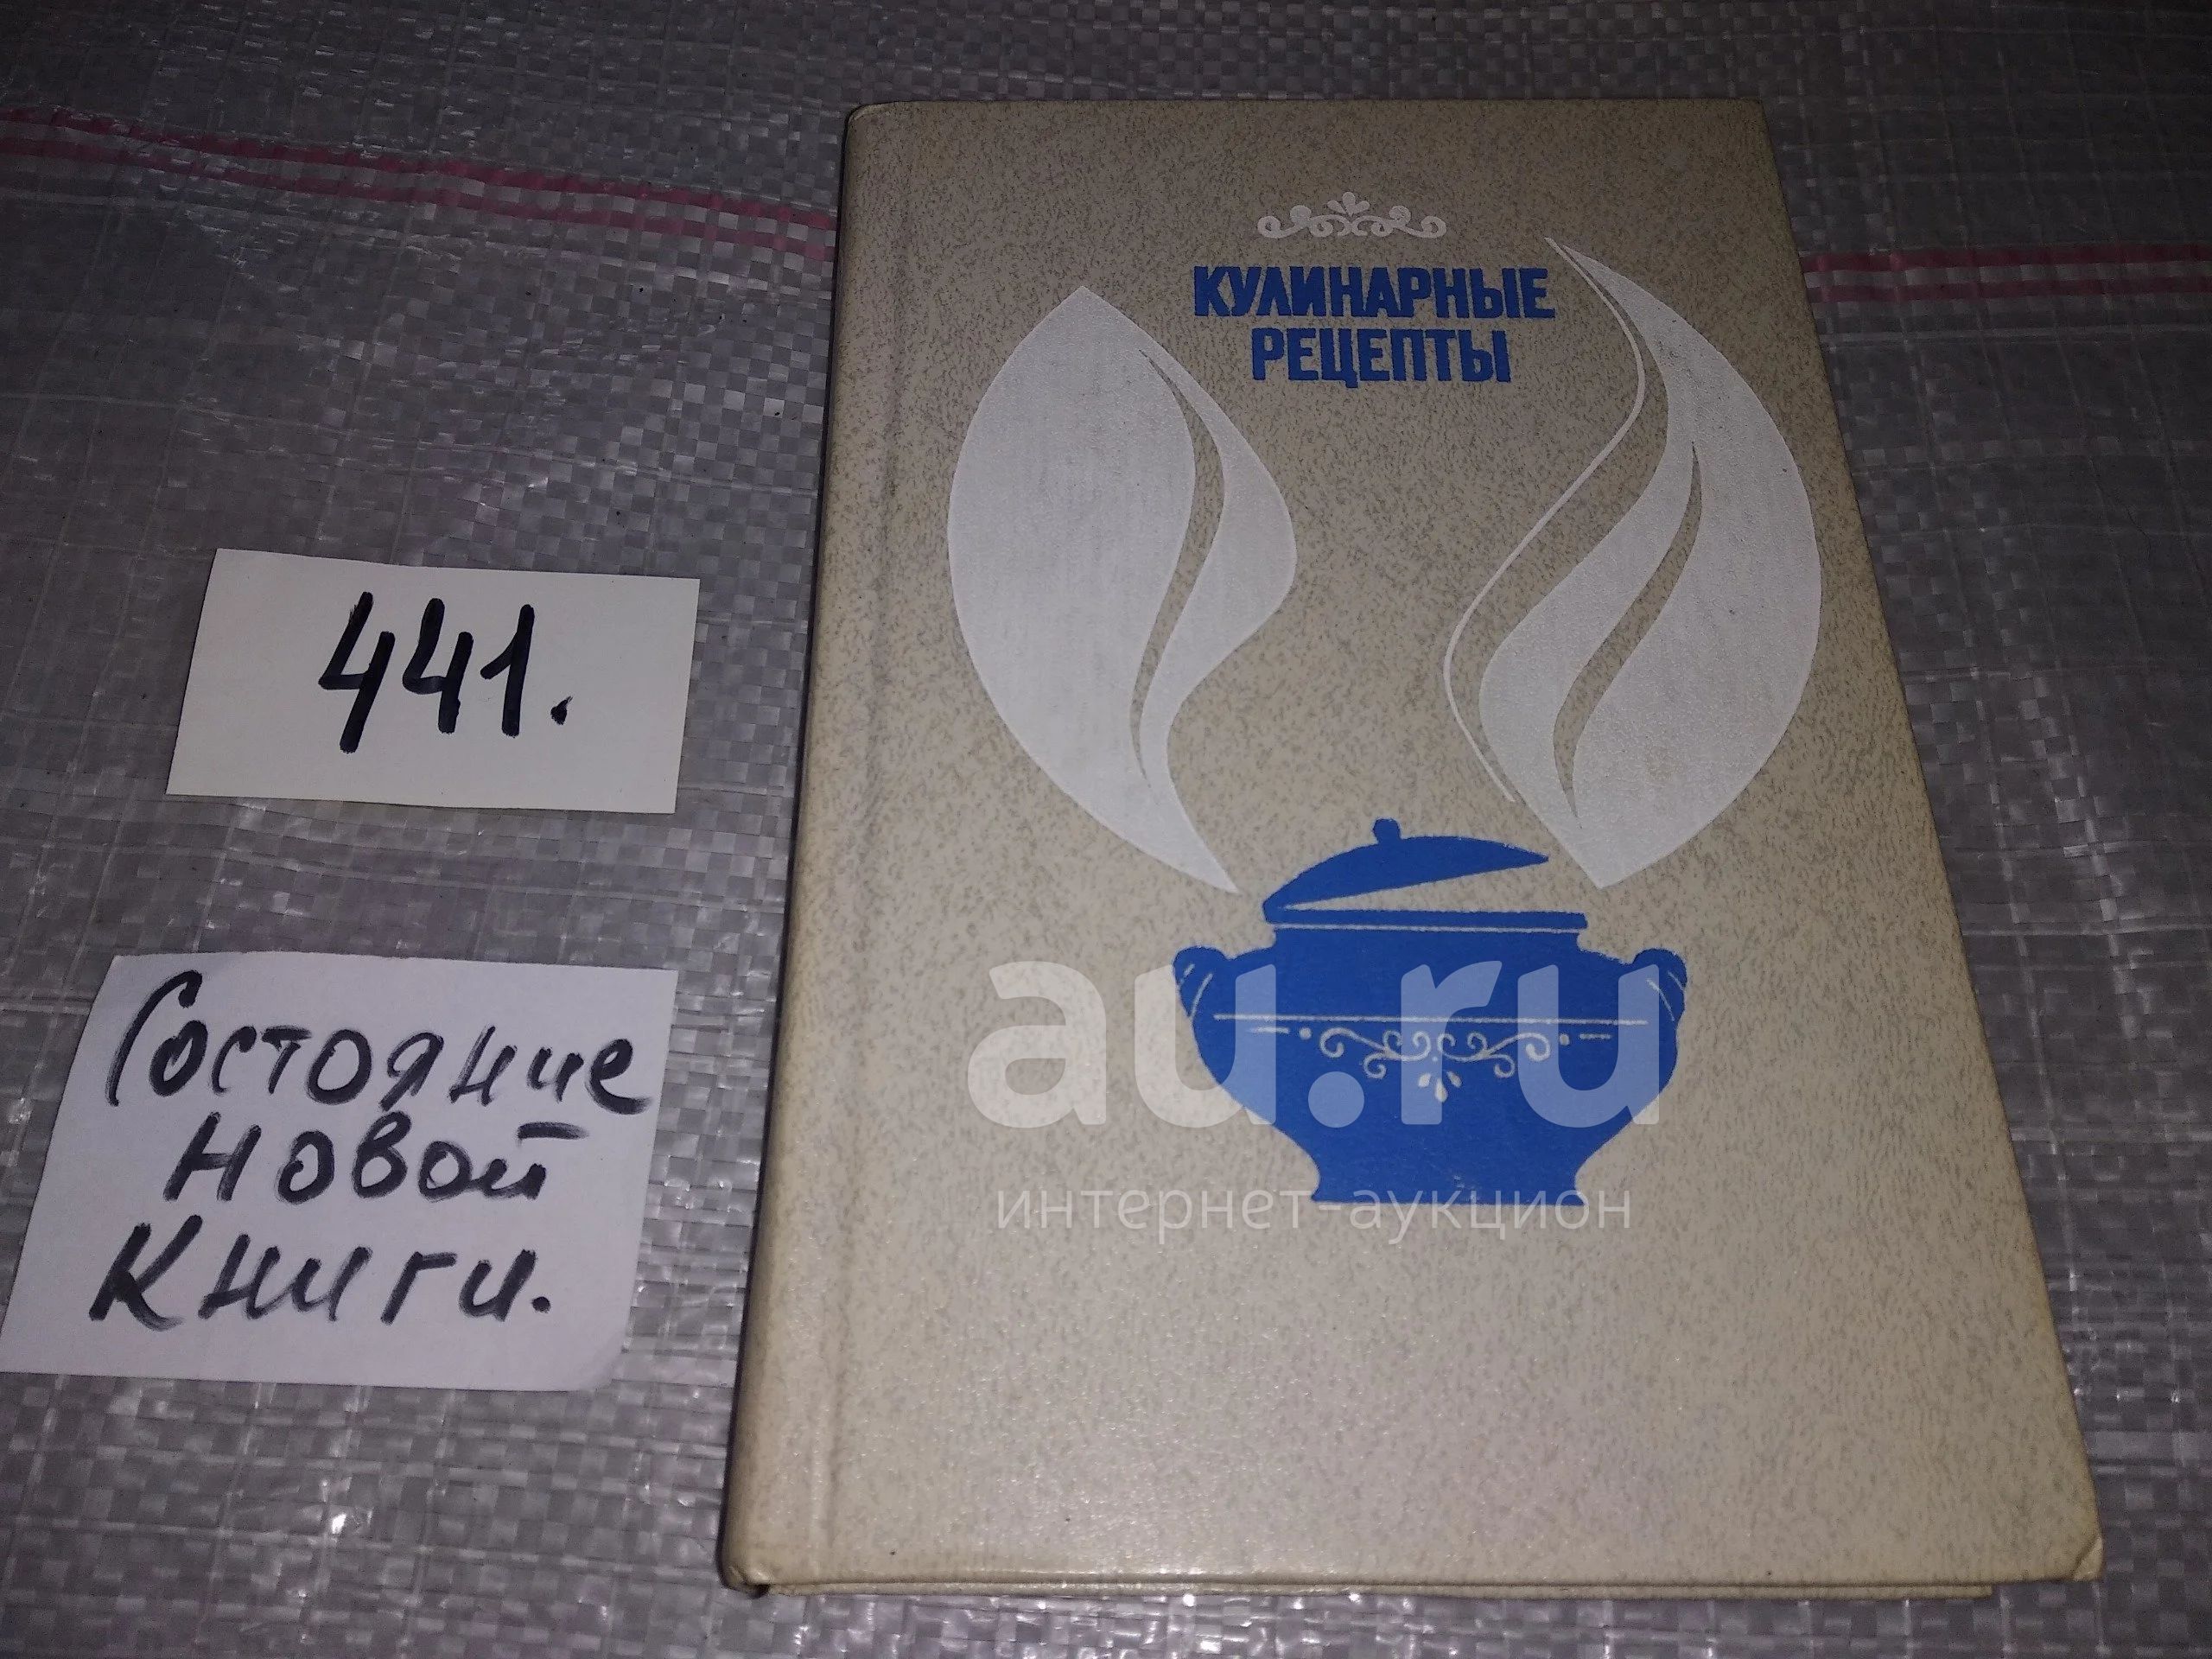 КУЛИНАРНЫЕ
РЕЦЕПТЫ
441.
Состояние
новой
Книги.
au.ru
интернет-аукцион